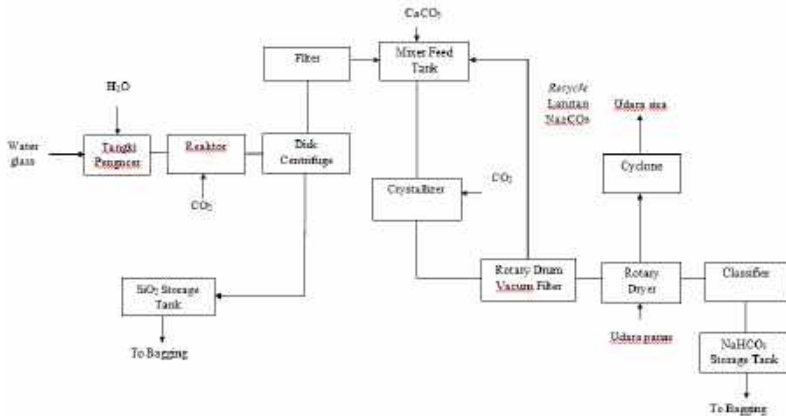 CaCO3
Filter
Mixer Feed
Tank
Recycle
Larutan
Na2CO3
Udara sisa
H2O
Water
glass
Tangki
Pengncer
Reaktor
Disk
Centrifuge
Cyclone
CO2
Crystallizer
CO2
SiO2 Storage
Tank
Rotary Drum
Vacum Filter
Rotary
Dryer
Classifier
To Bagging
Udara panas
NaHCO3
Storage Tank
To Bagging